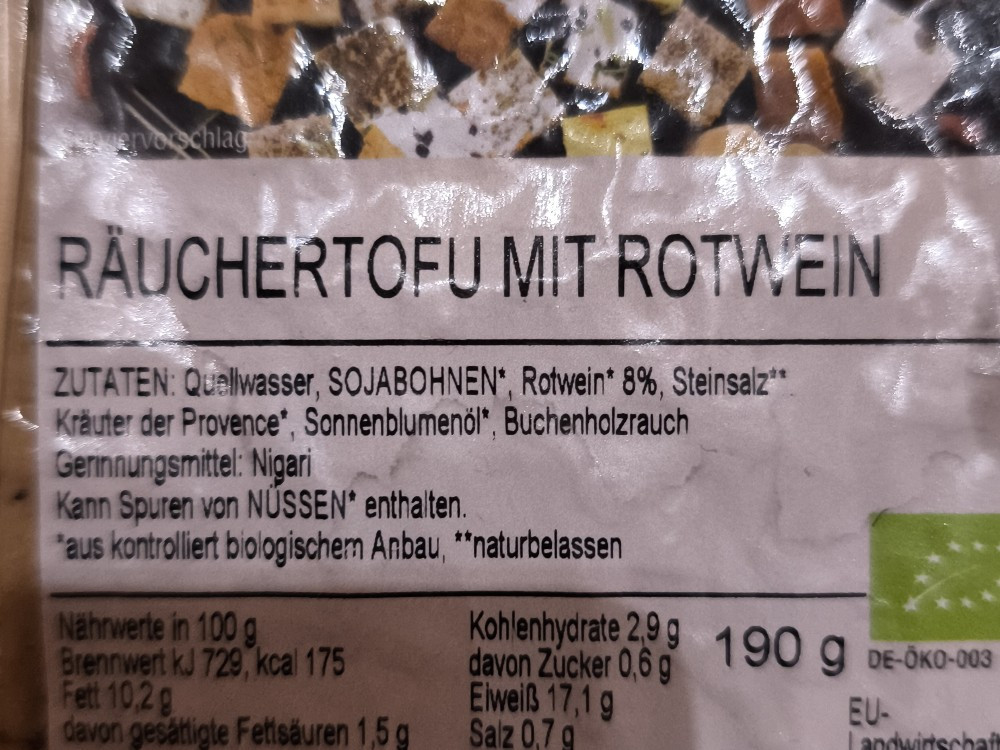 Serviervorschlag
RÄUCHERTOFU MIT ROTWEIN
ZUTATEN: Quellwasser, SOJABOHNEN*, Rotwein* 8%, Steinsalz**
Kräuter der Provence*, Sonnenblumenöl*, Buchenholzrauch
Gerinnungsmittel: Nigari
Kann Spuren von NÜSSEN* enthalten.
*aus kontrolliert biologischem Anbau, **naturbelassen
Nährwerte in 100 g
Brennwert kJ 729, kcal 175
Fett 10,2 g
davon gesättigte Fettsäuren 1,5 g
Kohlenhydrate 2,9 g
davon Zucker 0,6 g
Eiweiß 17,1 g
Salz 0,7 g
190 g
DE-ÖKO-003
EU-
Landwirtschaft